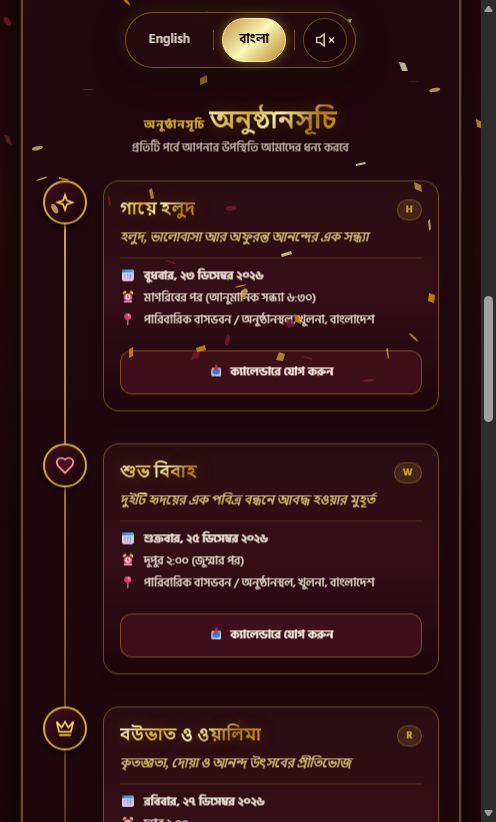 English বাংলা
অনুষ্ঠানসূচি অনুষ্ঠানসূচি
প্রতিটি পর্বে আপনার উপস্থিতি আমাদের ধন্য করবে
গায়ে হলুদ H
হলুদ, ভালোবাসা আর অফুরন্ত আনন্দের এক সন্ধ্যা
বুধবার, ২৩ ডিসেম্বর ২০২৬
মাগরিবের পর (আনুমানিক সন্ধ্যা ৬:৩০)
পারিবারিক বাসভবন / অনুষ্ঠানস্থল, খুলনা, বাংলাদেশ
ক্যালেন্ডারে যোগ করুন
শুভ বিবাহ W
দুইটি হৃদয়ের এক পবিত্র বন্ধনে আবদ্ধ হওয়ার মুহূর্ত
শুক্রবার, ২৫ ডিসেম্বর ২০২৬
দুপুর ২:০০ (জুম্মার পর)
পারিবারিক বাসভবন / অনুষ্ঠানস্থল, খুলনা, বাংলাদেশ
ক্যালেন্ডারে যোগ করুন
বউভাত ও ওয়ালিমা R
কৃতজ্ঞতা, দোয়া ও আনন্দ উৎসবের প্রীতিভোজ
রবিবার, ২৭ ডিসেম্বর ২০২৬